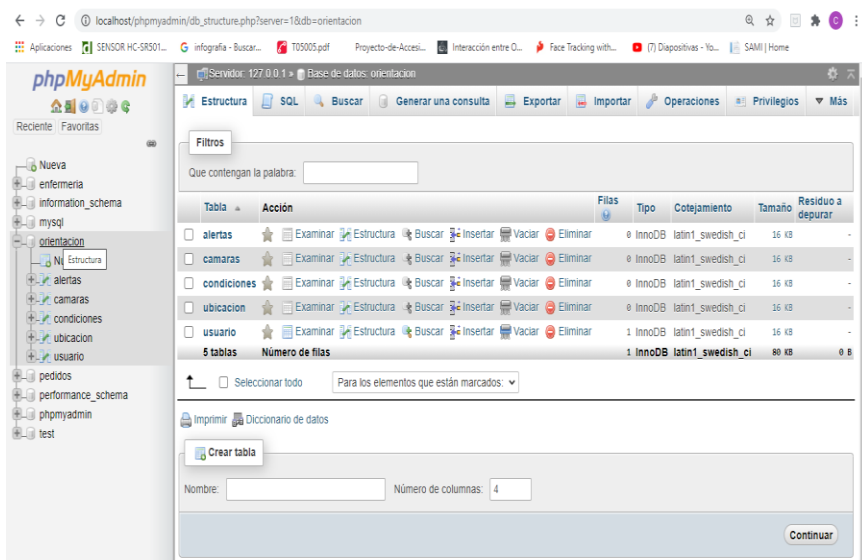 localhost/phpmyadmin/db_structure.php?server=1&db=orientacion
C
Aplicaciones SENSOR HC-SR501... infografia - Buscar... T05005.pdf Proyecto-de-Accesi... Interacción entre O... Face Tracking with... (7) Diapositivas - Yo... SAMI | Home
phpMyAdmin
Reciente Favoritas
Nueva
enfermeria
information_schema
mysql
orientacion
Nu Estructura
alertas
camaras
condiciones
ubicacion
usuario
pedidos
performance_schema
phpmyadmin
test
Servidor: 127.0.0.1 » Base de datos: orientacion
Estructura SQL Buscar Generar una consulta Exportar Importar Operaciones Privilegios Más
Filtros
Que contengan la palabra:
Tabla Acción Filas Tipo Cotejamiento Tamaño Residuo a depurar
alertas Examinar Estructura Buscar Insertar Vaciar Eliminar 0 InnoDB latin1_swedish_ci 16 KB -
camaras Examinar Estructura Buscar Insertar Vaciar Eliminar 0 InnoDB latin1_swedish_ci 16 KB -
condiciones Examinar Estructura Buscar Insertar Vaciar Eliminar 0 InnoDB latin1_swedish_ci 16 KB -
ubicacion Examinar Estructura Buscar Insertar Vaciar Eliminar 0 InnoDB latin1_swedish_ci 16 KB -
usuario Examinar Estructura Buscar Insertar Vaciar Eliminar 1 InnoDB latin1_swedish_ci 16 KB -
5 tablas Número de filas 1 InnoDB latin1_swedish_ci 80 KB 0 B
Seleccionar todo Para los elementos que están marcados:
Imprimir Diccionario de datos
Crear tabla
Nombre: Número de columnas: 4
Continuar